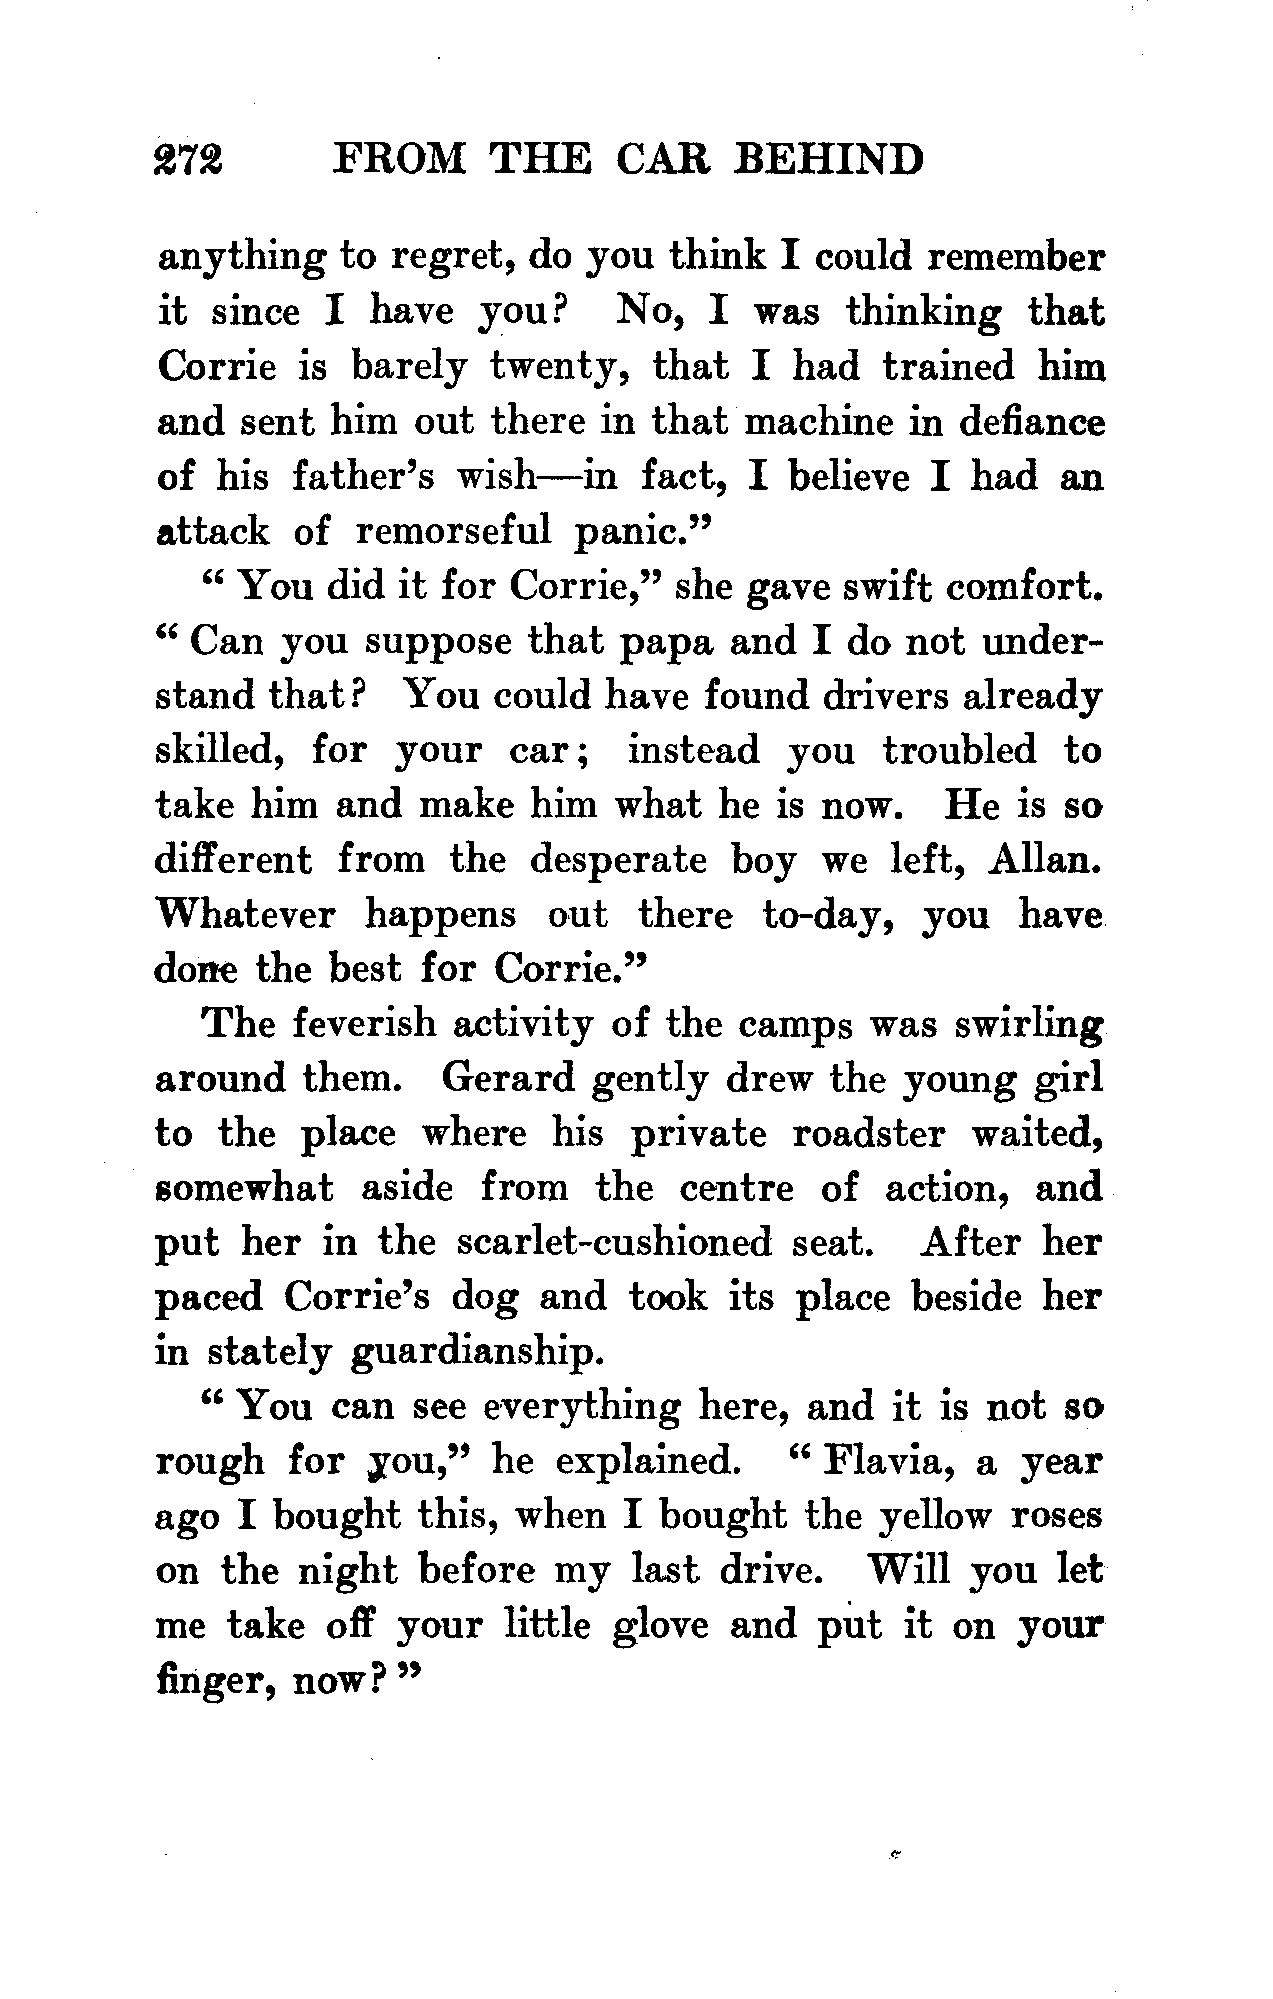 272 FROM THE CAR BEHIND
anything to regret, do you think I could remember
it since I have you? No, I was thinking that
Corrie is barely twenty, that I had trained him
and sent him out there in that machine in defiance
of his father's wish—in fact, I believe I had an
attack of remorseful panic."
" You did it for Corrie," she gave swift comfort.
" Can you suppose that papa and I do not under-
stand that? You could have found drivers already
skilled, for your car; instead you troubled to
take him and make him what he is now. He is so
different from the desperate boy we left, Allan.
Whatever happens out there to-day, you have
done the best for Corrie."
The feverish activity of the camps was swirling
around them. Gerard gently drew the young girl
to the place where his private roadster waited,
somewhat aside from the centre of action, and
put her in the scarlet-cushioned seat. After her
paced Corrie's dog and took its place beside her
in stately guardianship.
" You can see everything here, and it is not so
rough for you," he explained. " Flavia, a year
ago I bought this, when I bought the yellow roses
on the night before my last drive. Will you let
me take off your little glove and put it on your
finger, now? "